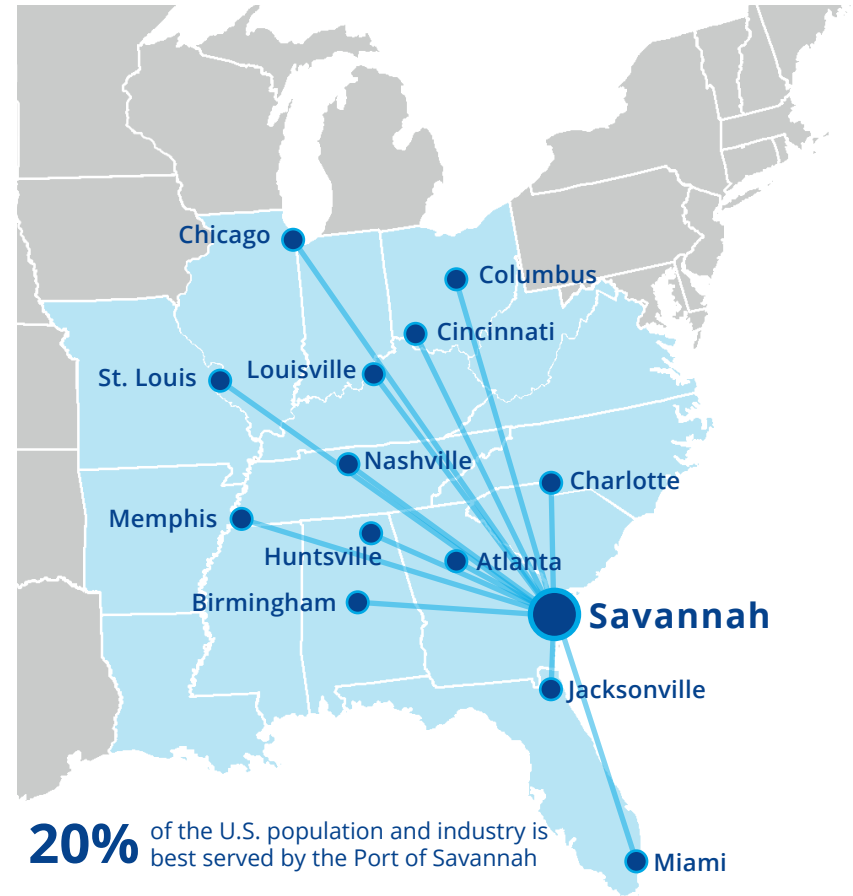 Chicago
Columbus
Cincinnati
Louisville
St. Louis
Nashville
Charlotte
Memphis
Huntsville
Atlanta
Birmingham
Savannah
Jacksonville
20%
of the U.S. population and industry is
best served by the Port of Savannah
Miami